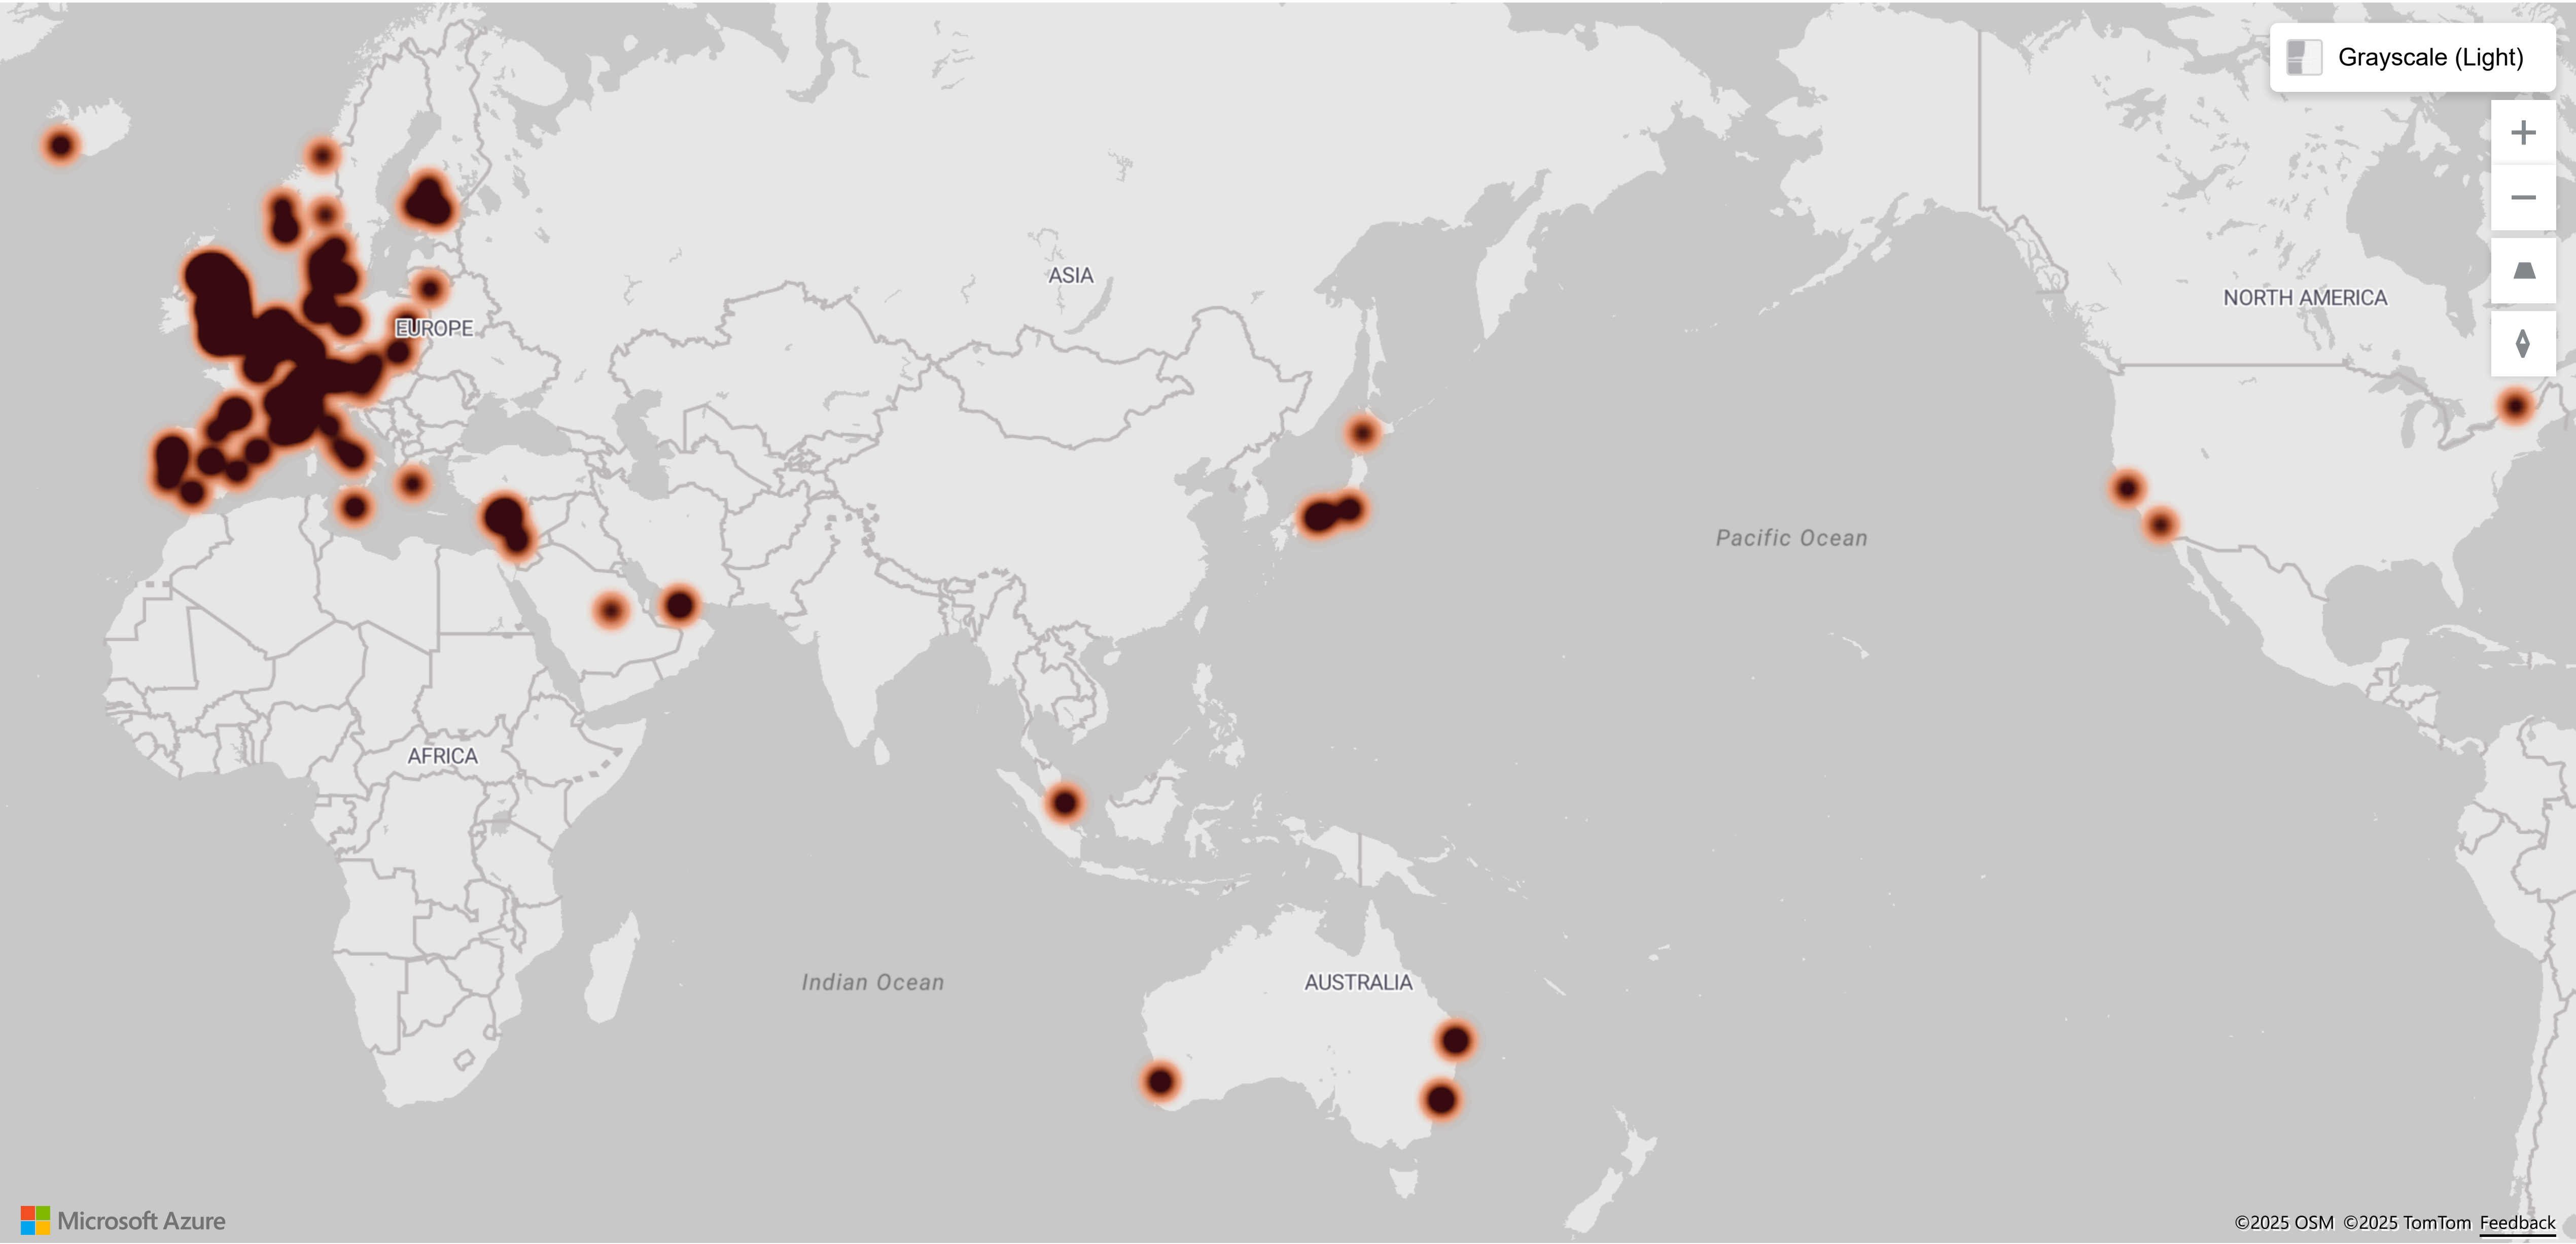 Grayscale (Light)
ASIA
NORTH AMERICA
EUROPE
Pacific Ocean
AFRICA
Indian Ocean
AUSTRALIA
Microsoft Azure
©2025 OSM ©2025 TomTom Feedback